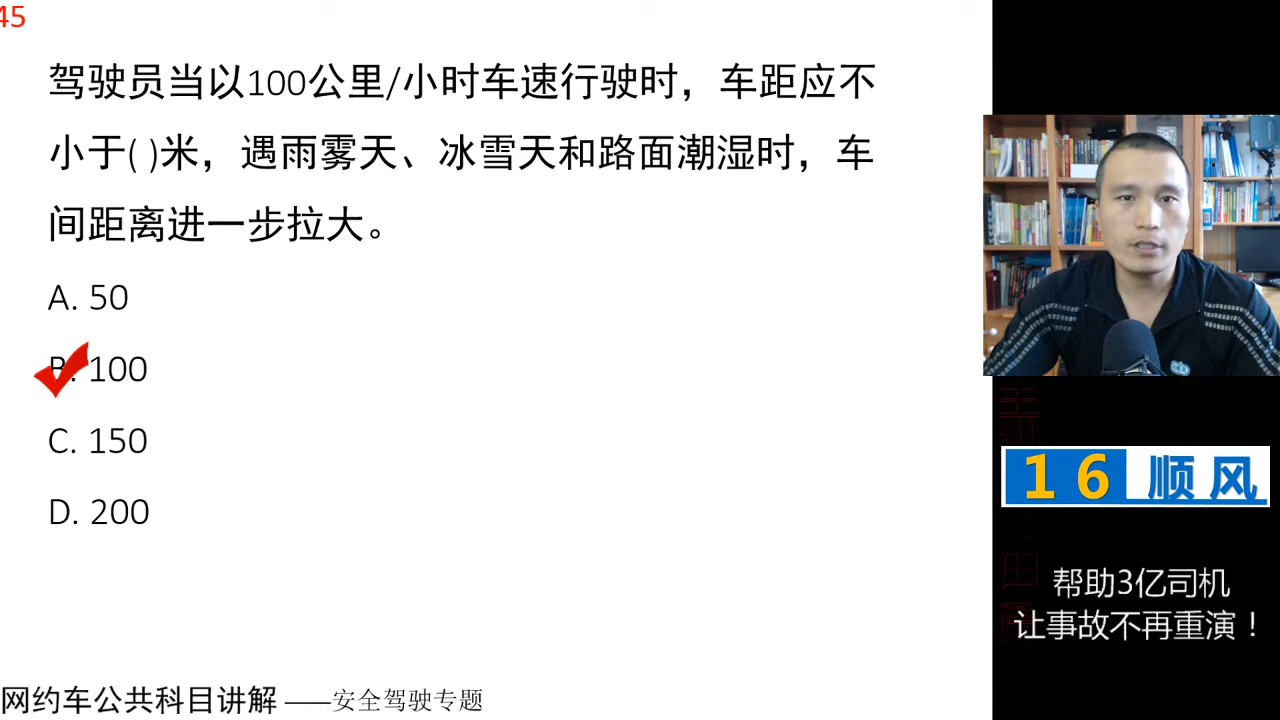 45
驾驶员当以100公里/小时车速行驶时，车距应不
小于( )米，遇雨雾天、冰雪天和路面潮湿时，车
间距离进一步拉大。
A. 50
B. 100
C. 150
D. 200
16 顺风
帮助3亿司机
让事故不再重演！
网约车公共科目讲解 ——安全驾驶专题